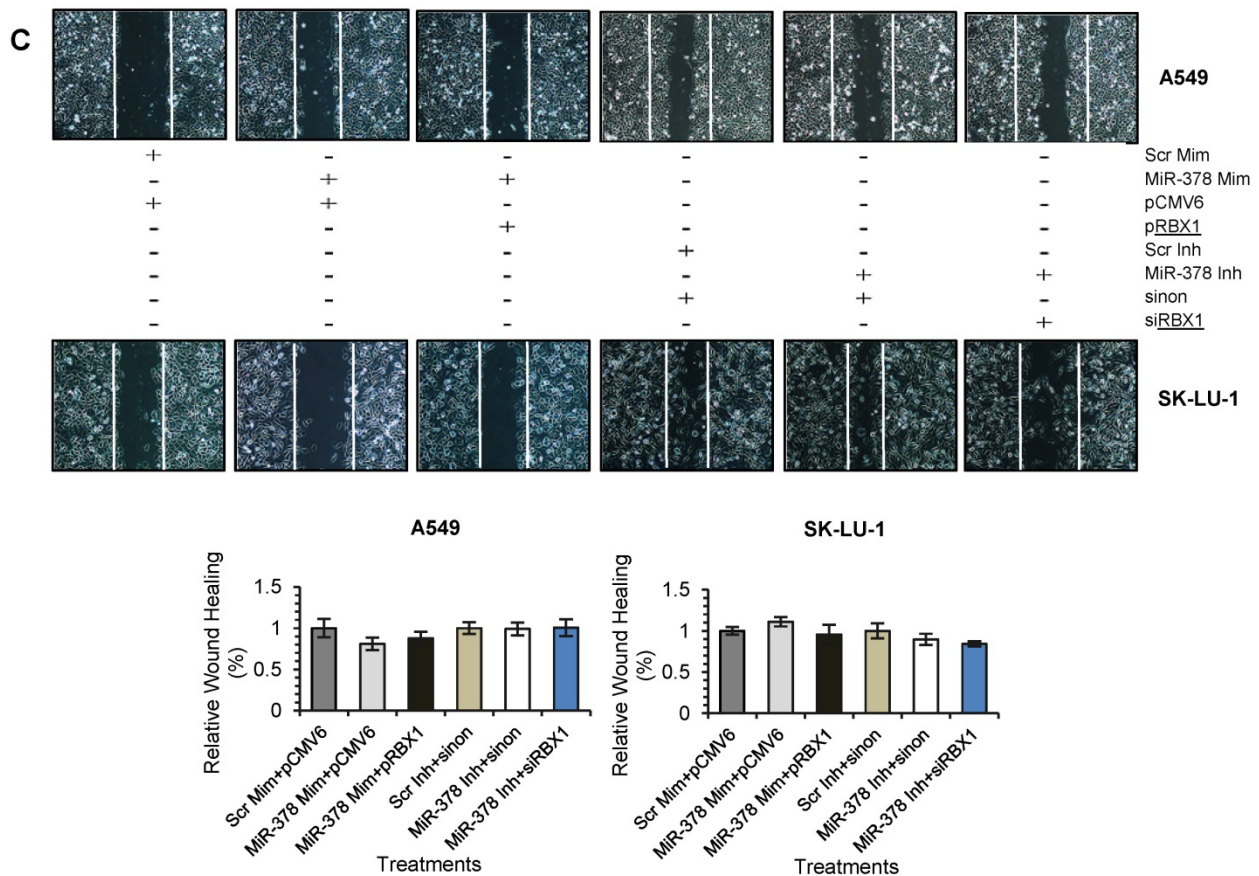 C
A549
+ - - - - - Scr Mim
- + + - - - MiR-378 Mim
+ + - - - - pCMV6
- - + - - - pRBX1
- - - + - - Scr Inh
- - - - + + MiR-378 Inh
- - - + + - sinon
- - - - - + siRBX1
SK-LU-1
A549
Relative Wound Healing
(%)
1.5
1
0.5
0
Scr Mim+pCMV6
MiR-378 Mim+pCMV6
MiR-378 Mim+pRBX1
Scr Inh+sinon
MiR-378 Inh+sinon
MiR-378 Inh+siRBX1
Treatments
SK-LU-1
Relative Wound Healing
(%)
1.5
1
0.5
0
Scr Mim+pCMV6
MiR-378 Mim+pCMV6
MiR-378 Mim+pRBX1
Scr Inh+sinon
MiR-378 Inh+sinon
MiR-378 Inh+siRBX1
Treatments